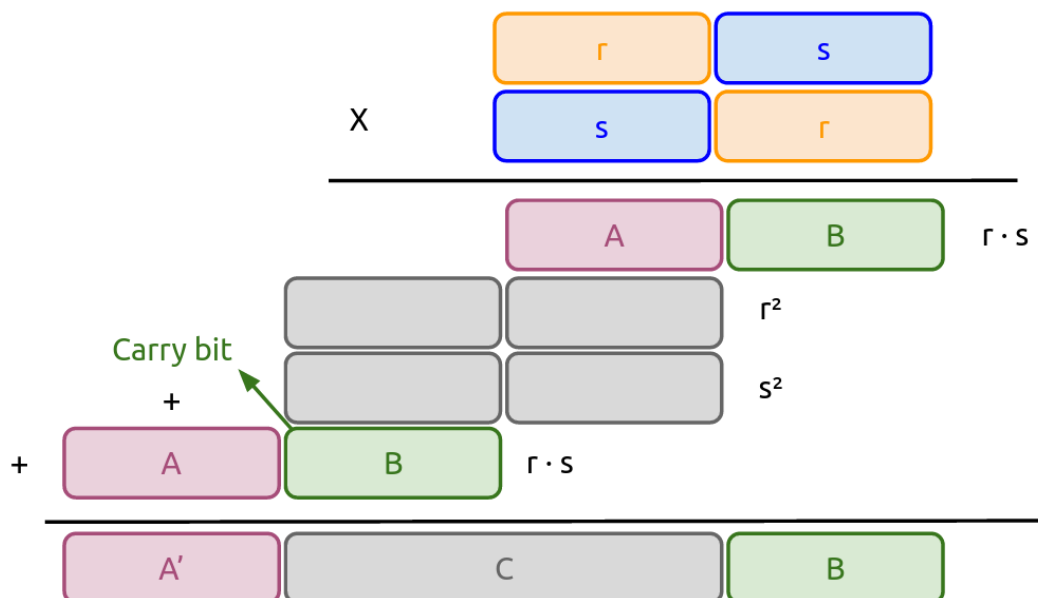 r s
X s r
A B r · s
r²
Carry bit
s²
+
+ A B r · s
A’ C B